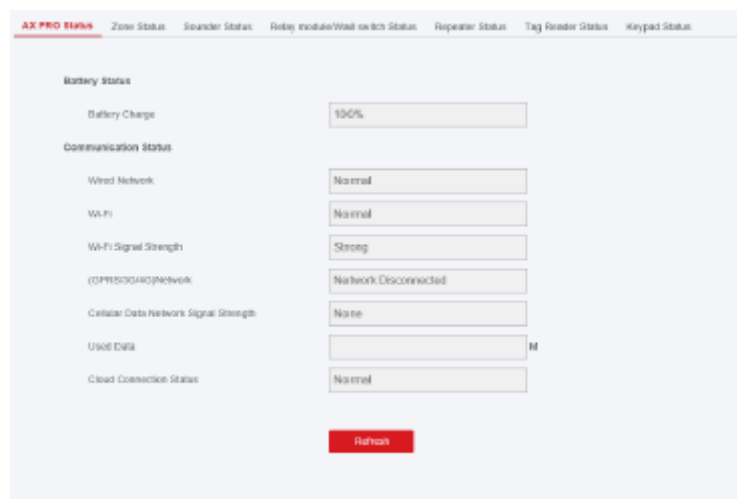 AX PRO Status Zone Status Sounder Status Relay module/Wall switch Status Repeater Status Tag Reader Status Keypad Status
Battery Status
Battery Charge 100%
Communication Status
Wired Network Normal
Wi-Fi Normal
Wi-Fi Signal Strength Strong
(GPRS/3G/4G)Network Network Disconnected
Cellular Data Network Signal Strength None
Used Data M
Cloud Connection Status Normal
Refresh